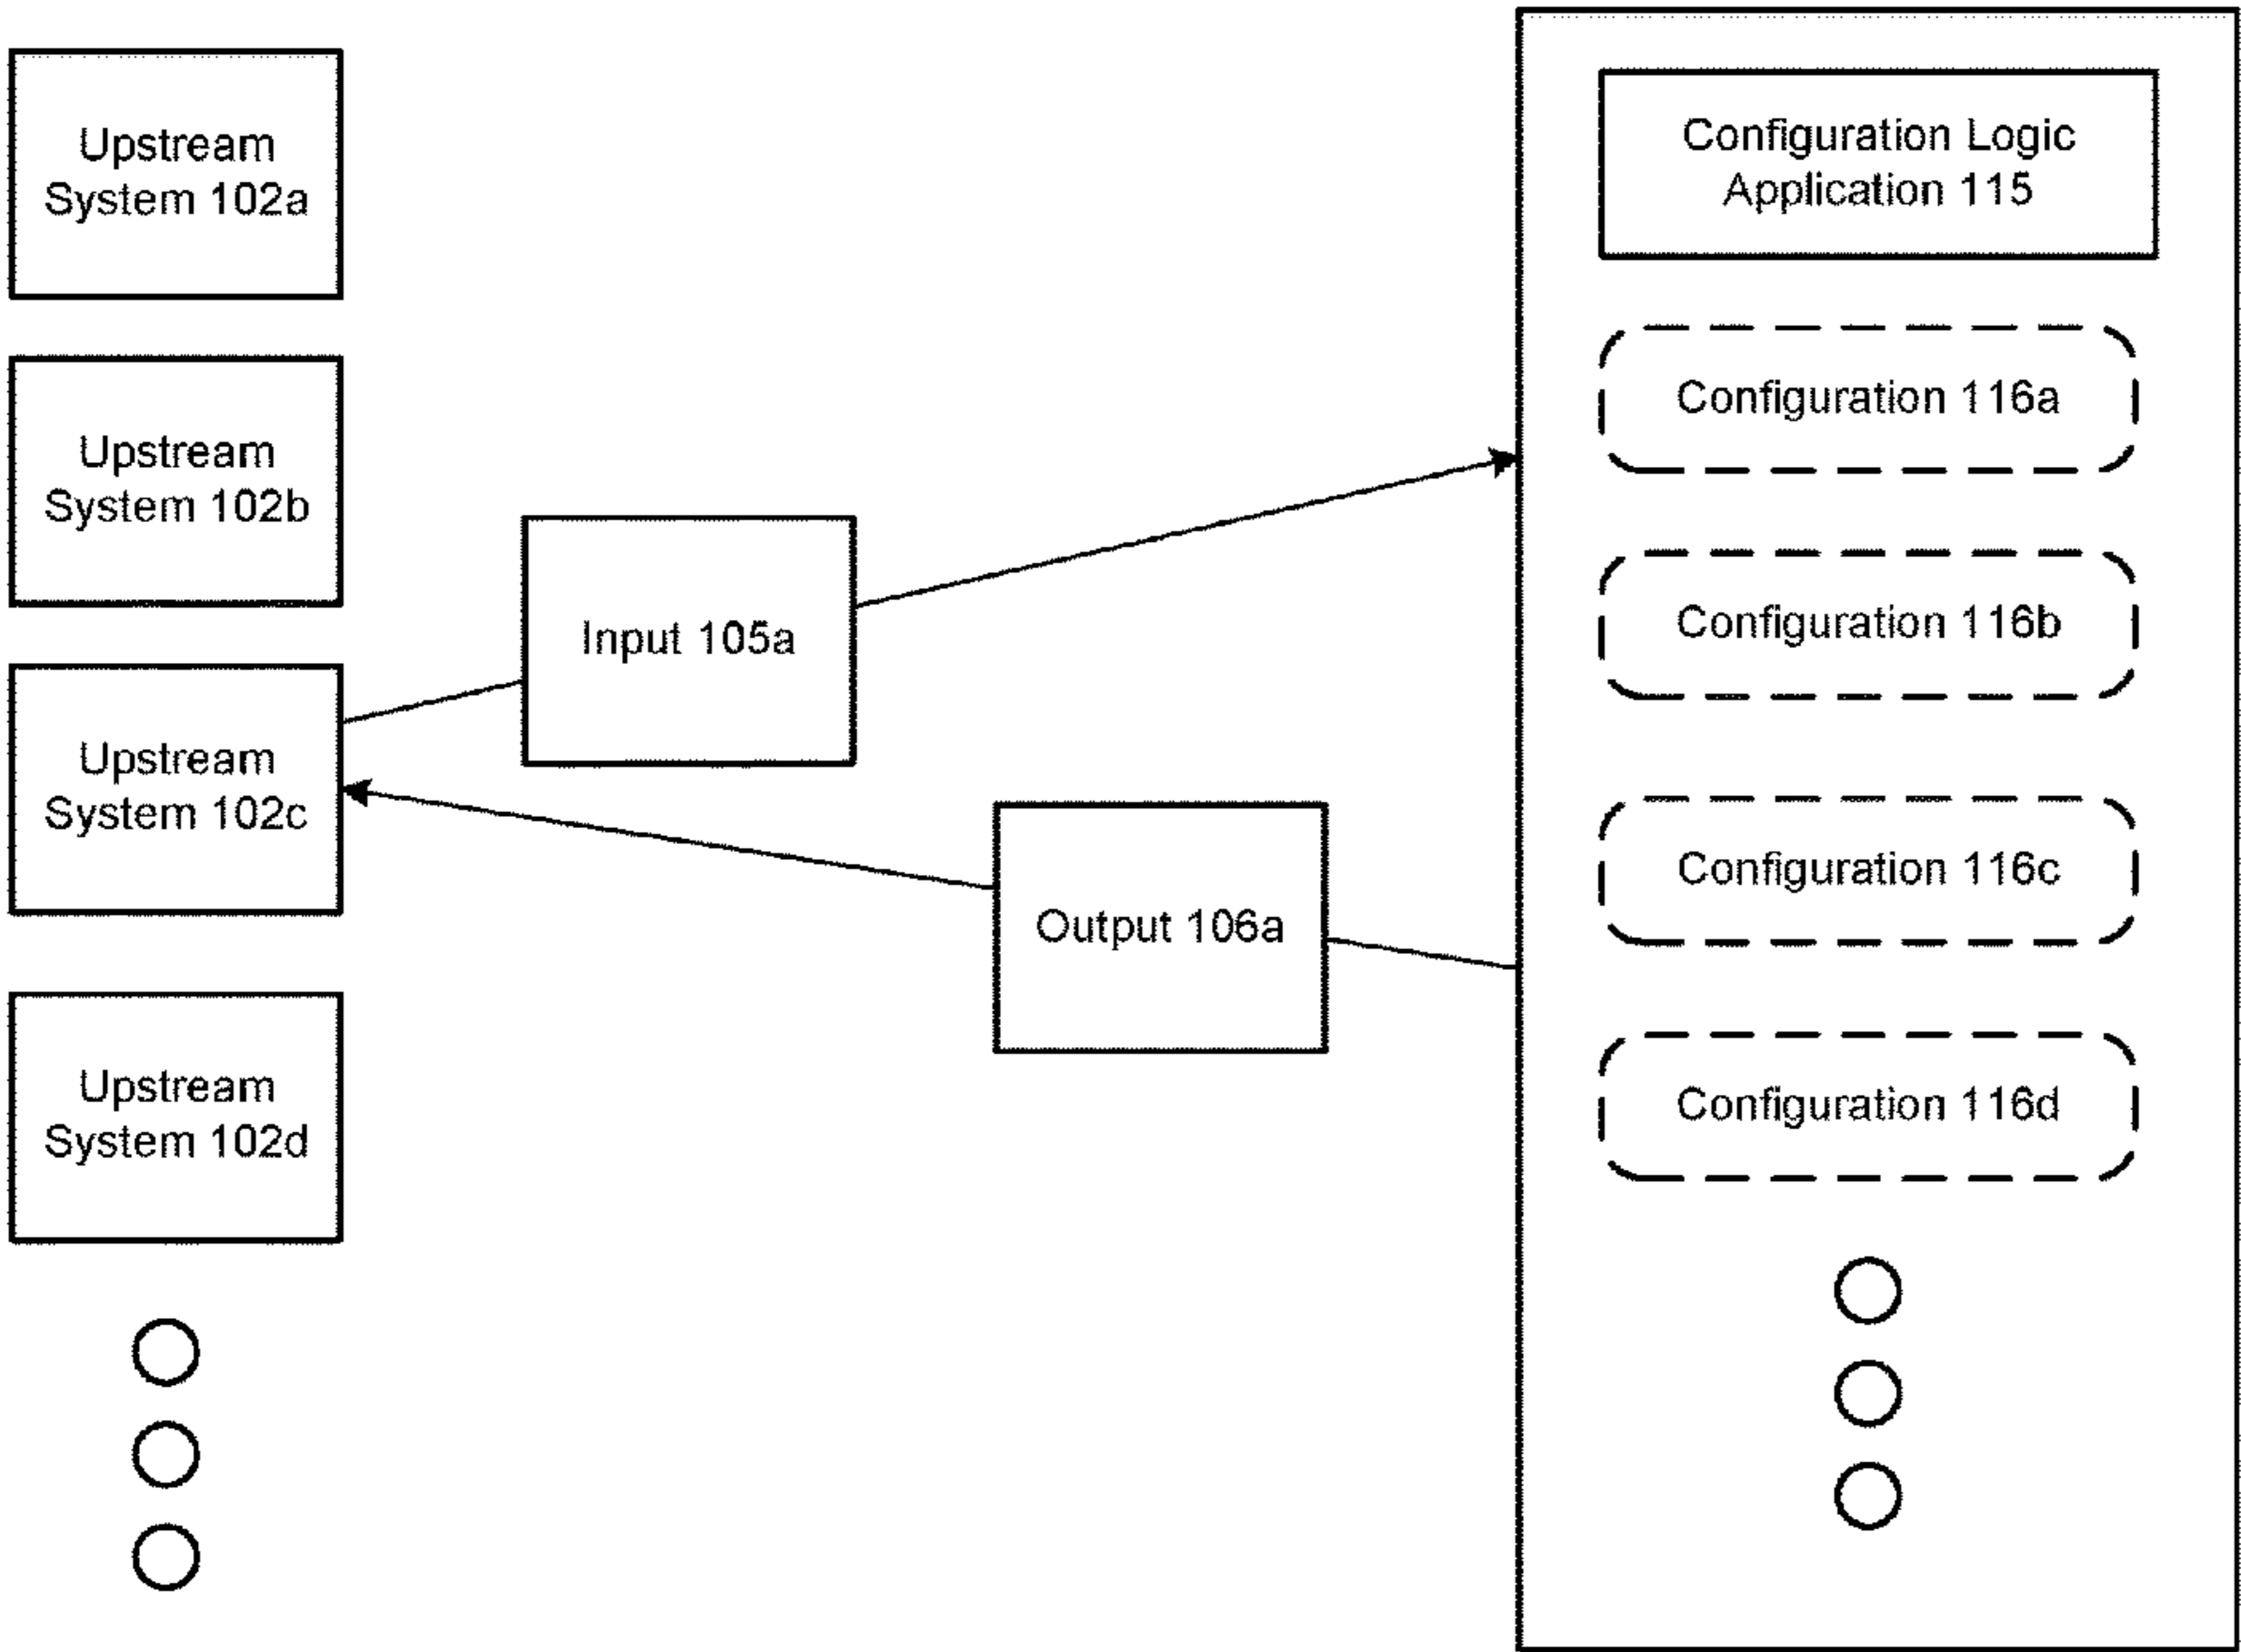 Upstream
System 102a
Upstream
System 102b
Upstream
System 102c
Upstream
System 102d
Input 105a
Output 106a
Configuration Logic
Application 115
Configuration 116a
Configuration 116b
Configuration 116c
Configuration 116d